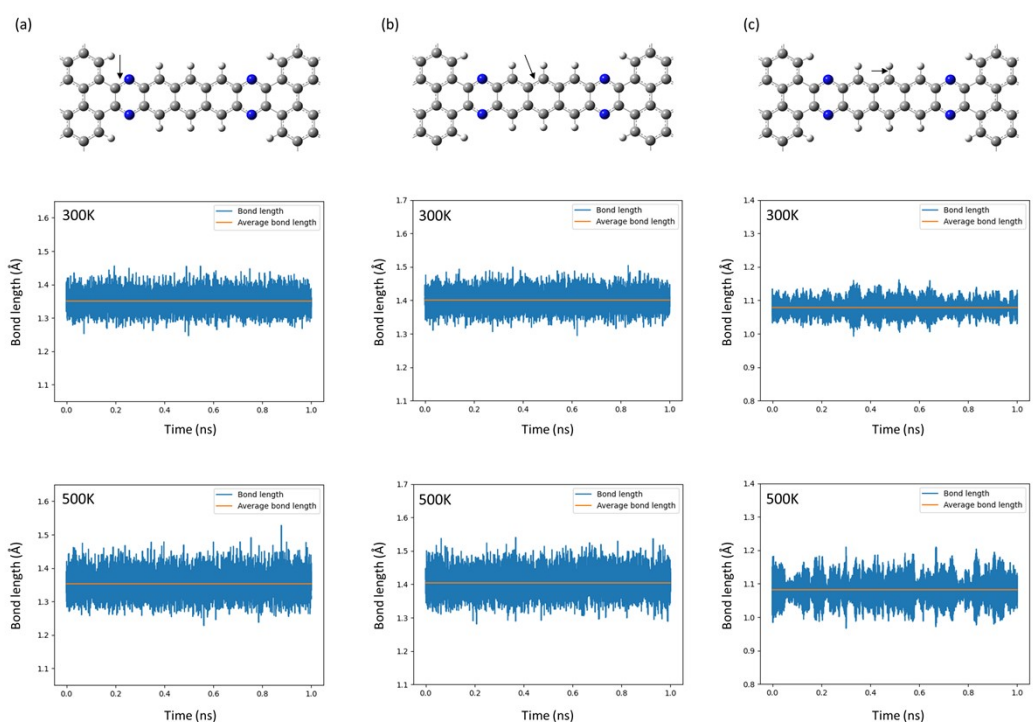 (a)
(b)
(c)
300K
Bond length
Average bond length
1.6
1.5
1.4
1.3
1.2
1.1
Bond length (Å)
0.0 0.2 0.4 0.6 0.8 1.0
Time (ns)
300K
Bond length
Average bond length
1.7
1.6
1.5
1.4
1.3
1.2
1.1
Bond length (Å)
0.0 0.2 0.4 0.6 0.8 1.0
Time (ns)
300K
Bond length
Average bond length
1.4
1.3
1.2
1.1
1.0
0.9
0.8
Bond length (Å)
0.0 0.2 0.4 0.6 0.8 1.0
Time (ns)
500K
Bond length
Average bond length
1.6
1.5
1.4
1.3
1.2
1.1
Bond length (Å)
0.0 0.2 0.4 0.6 0.8 1.0
Time (ns)
500K
Bond length
Average bond length
1.7
1.6
1.5
1.4
1.3
1.2
1.1
Bond length (Å)
0.0 0.2 0.4 0.6 0.8 1.0
Time (ns)
500K
Bond length
Average bond length
1.4
1.3
1.2
1.1
1.0
0.9
0.8
Bond length (Å)
0.0 0.2 0.4 0.6 0.8 1.0
Time (ns)